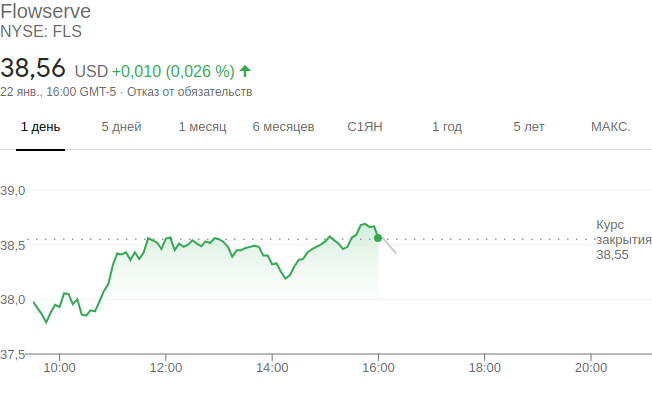 Flowserve
NYSE: FLS
38,56 USD +0,010 (0,026 %)
22 янв., 16:00 GMT-5 · Отказ от обязательств
1 день 5 дней 1 месяц 6 месяцев С1ЯН 1 год 5 лет МАКС.
39,0
38,5
38,0
37,5
Курс
закрытия
38,55
10:00 12:00 14:00 16:00 18:00 20:00